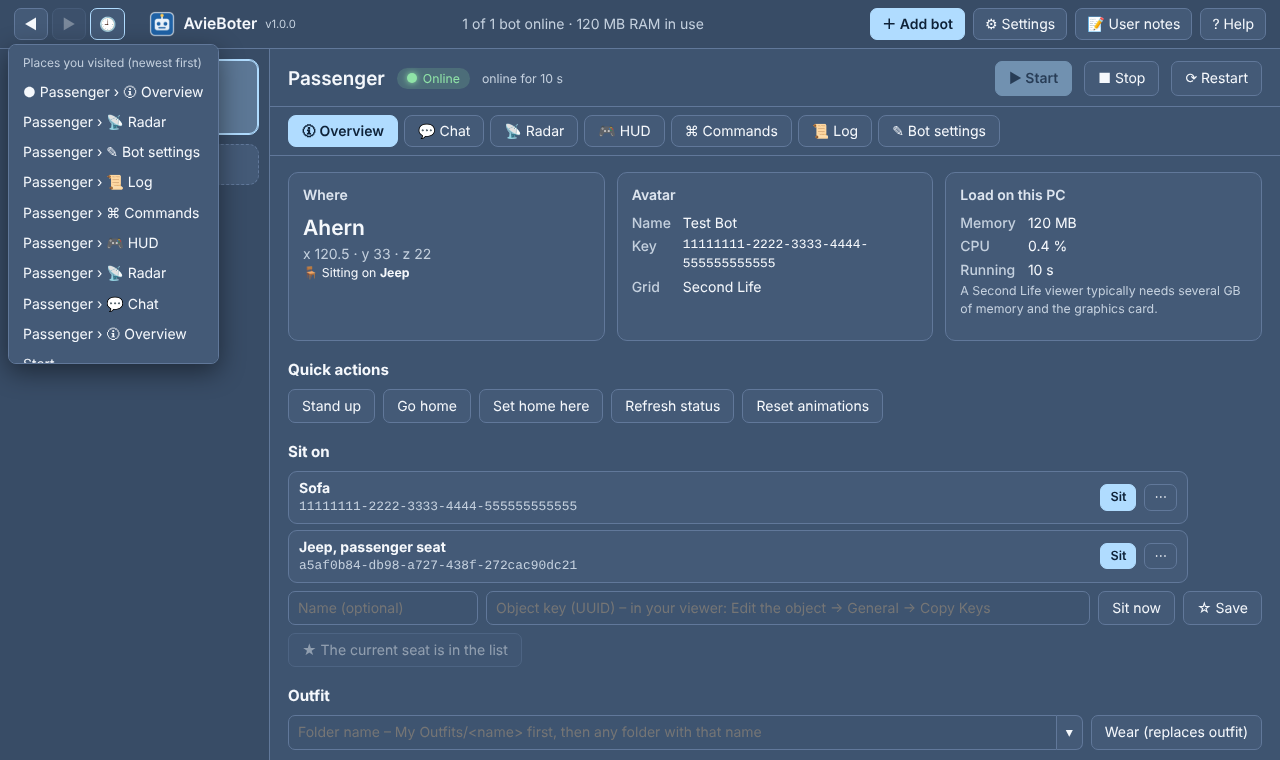 ◀ ▶ 🕘 AvieBoter v1.0.0
1 of 1 bot online · 120 MB RAM in use
+ Add bot
⚙ Settings
📝 User notes
? Help
Places you visited (newest first)
● Passenger › 🛈 Overview
Passenger › 📡 Radar
Passenger › ✎ Bot settings
Passenger › 📜 Log
Passenger › ⌘ Commands
Passenger › 🎮 HUD
Passenger › 📡 Radar
Passenger › 💬 Chat
Passenger › 🛈 Overview
Start
Passenger
Online
online for 10 s
▶ Start
■ Stop
⟳ Restart
🛈 Overview
💬 Chat
📡 Radar
🎮 HUD
⌘ Commands
📜 Log
✎ Bot settings
Where
Ahern
x 120.5 · y 33 · z 22
🪑 Sitting on Jeep
Avatar
Name Test Bot
Key 11111111-2222-3333-4444-
555555555555
Grid Second Life
Load on this PC
Memory 120 MB
CPU 0.4 %
Running 10 s
A Second Life viewer typically needs several GB
of memory and the graphics card.
Quick actions
Stand up
Go home
Set home here
Refresh status
Reset animations
Sit on
Sofa
11111111-2222-3333-4444-555555555555
Sit
⋯
Jeep, passenger seat
a5af0b84-db98-a727-438f-272cac90dc21
Sit
⋯
Name (optional)
Object key (UUID) – in your viewer: Edit the object → General → Copy Keys
Sit now
☆ Save
★ The current seat is in the list
Outfit
Folder name – My Outfits/<name> first, then any folder with that name
▼
Wear (replaces outfit)